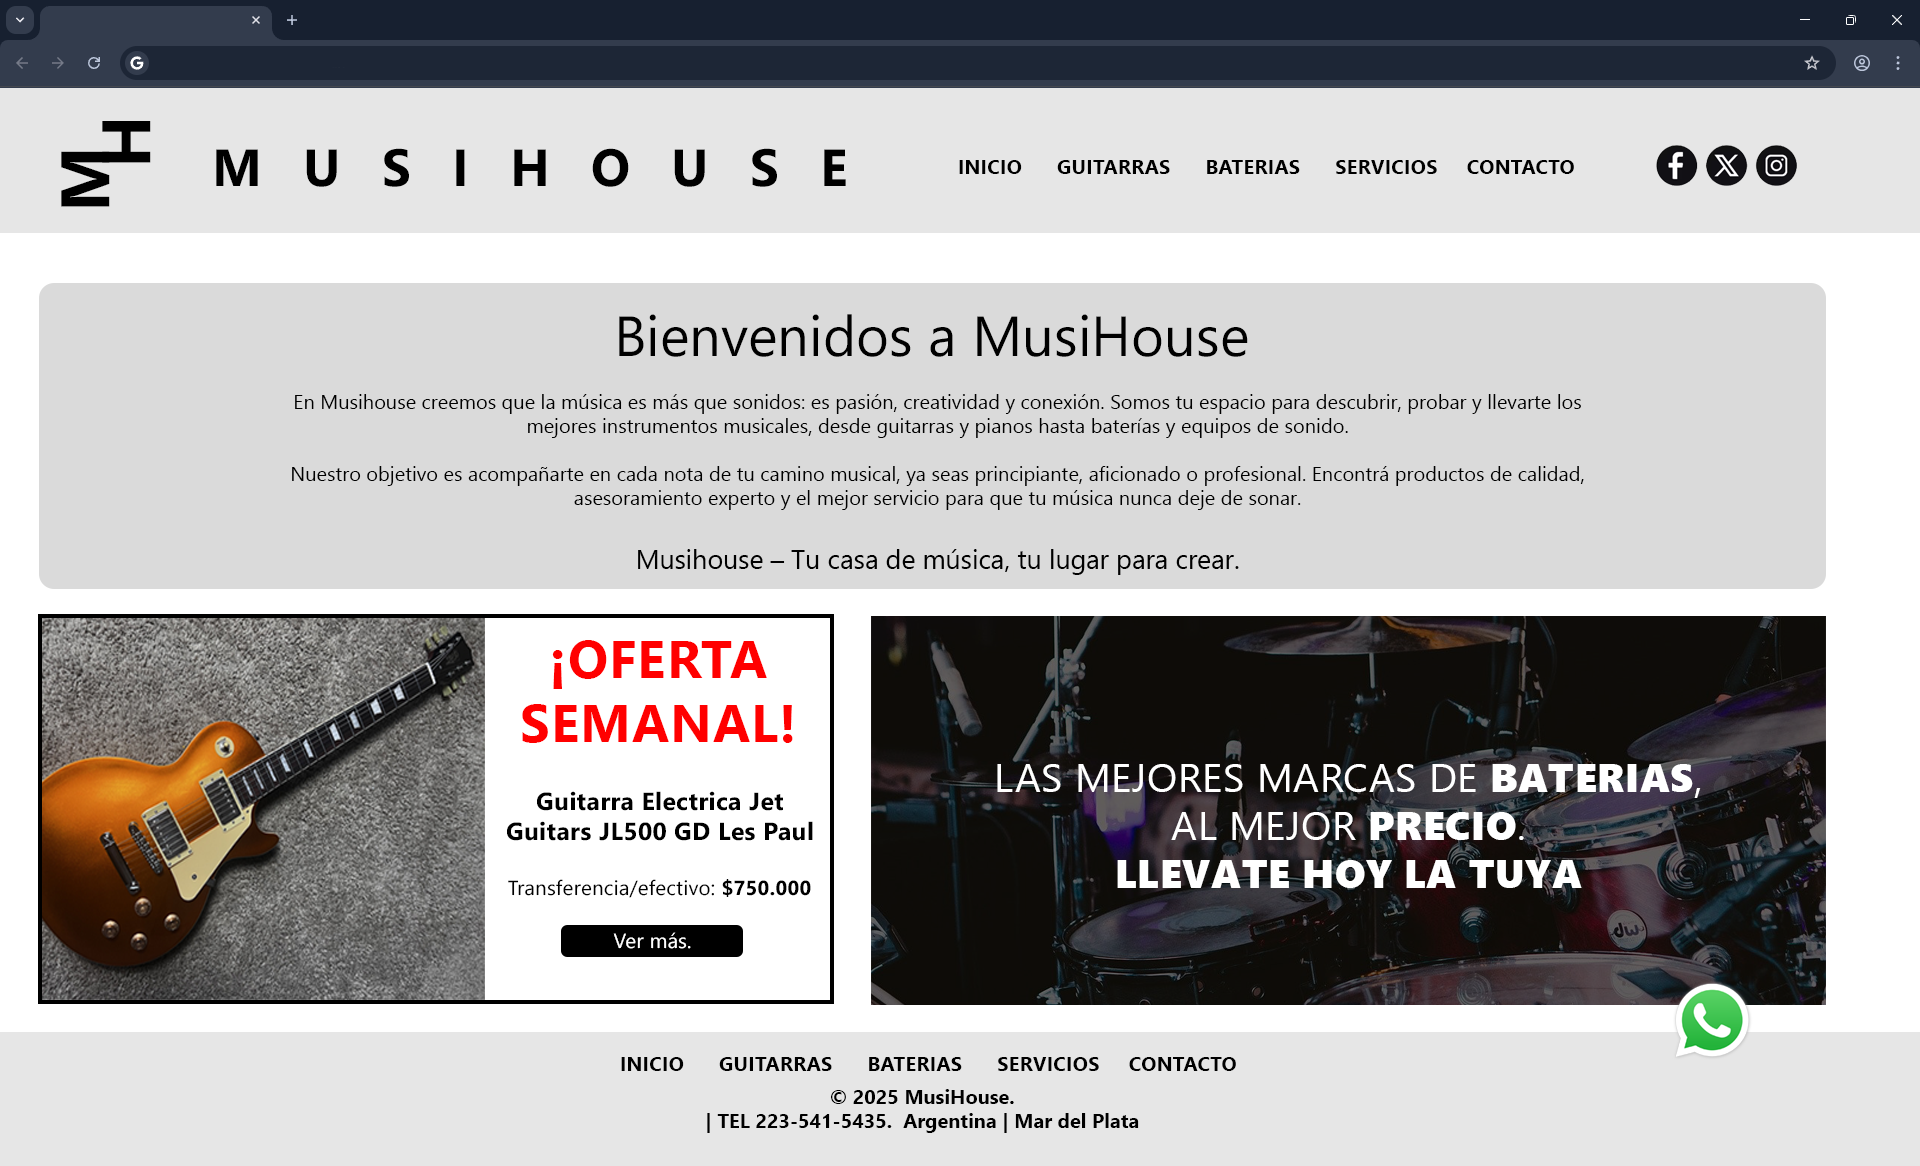 MH
MUSIHOUSE
INICIO GUITARRAS BATERIAS SERVICIOS CONTACTO
Bienvenidos a MusiHouse
En Musihouse creemos que la música es más que sonidos: es pasión, creatividad y conexión. Somos tu espacio para descubrir, probar y llevarte los
mejores instrumentos musicales, desde guitarras y pianos hasta baterías y equipos de sonido.
Nuestro objetivo es acompañarte en cada nota de tu camino musical, ya seas principiante, aficionado o profesional. Encontrá productos de calidad,
asesoramiento experto y el mejor servicio para que tu música nunca deje de sonar.
Musihouse – Tu casa de música, tu lugar para crear.
¡OFERTA
SEMANAL!
Guitarra Electrica Jet
Guitars JL500 GD Les Paul
Transferencia/efectivo: $750.000
Ver más.
LAS MEJORES MARCAS DE BATERIAS,
AL MEJOR PRECIO.
LLEVATE HOY LA TUYA
dw
INICIO GUITARRAS BATERIAS SERVICIOS CONTACTO
© 2025 MusiHouse.
| TEL 223-541-5435. Argentina | Mar del Plata